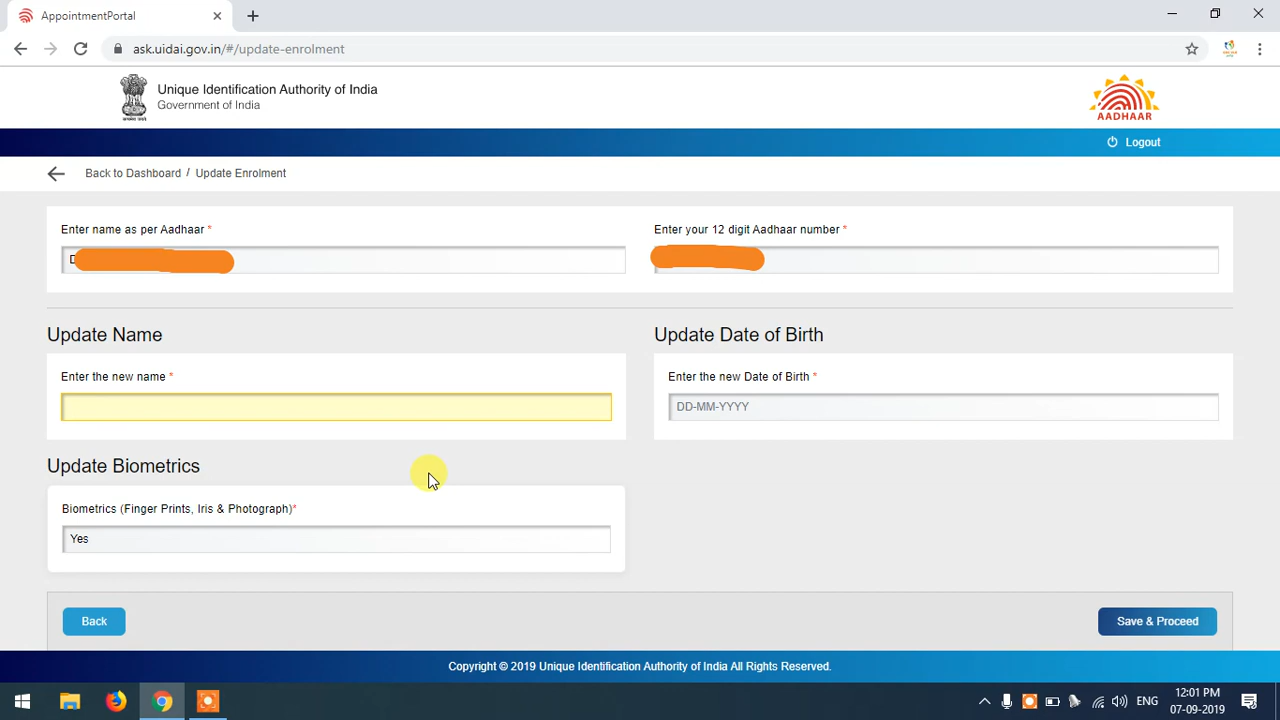 AppointmentPortal
ask.uidai.gov.in/#/update-enrolment
Unique Identification Authority of India
Government of India
AADHAAR
Logout
Back to Dashboard / Update Enrolment
Enter name as per Aadhaar *
Enter your 12 digit Aadhaar number *
D
Update Name
Update Date of Birth
Enter the new name *
Enter the new Date of Birth *
DD-MM-YYYY
Update Biometrics
Biometrics (Finger Prints, Iris & Photograph)*
Yes
Back
Save & Proceed
Copyright © 2019 Unique Identification Authority of India All Rights Reserved.
ENG
12:01 PM
07-09-2019